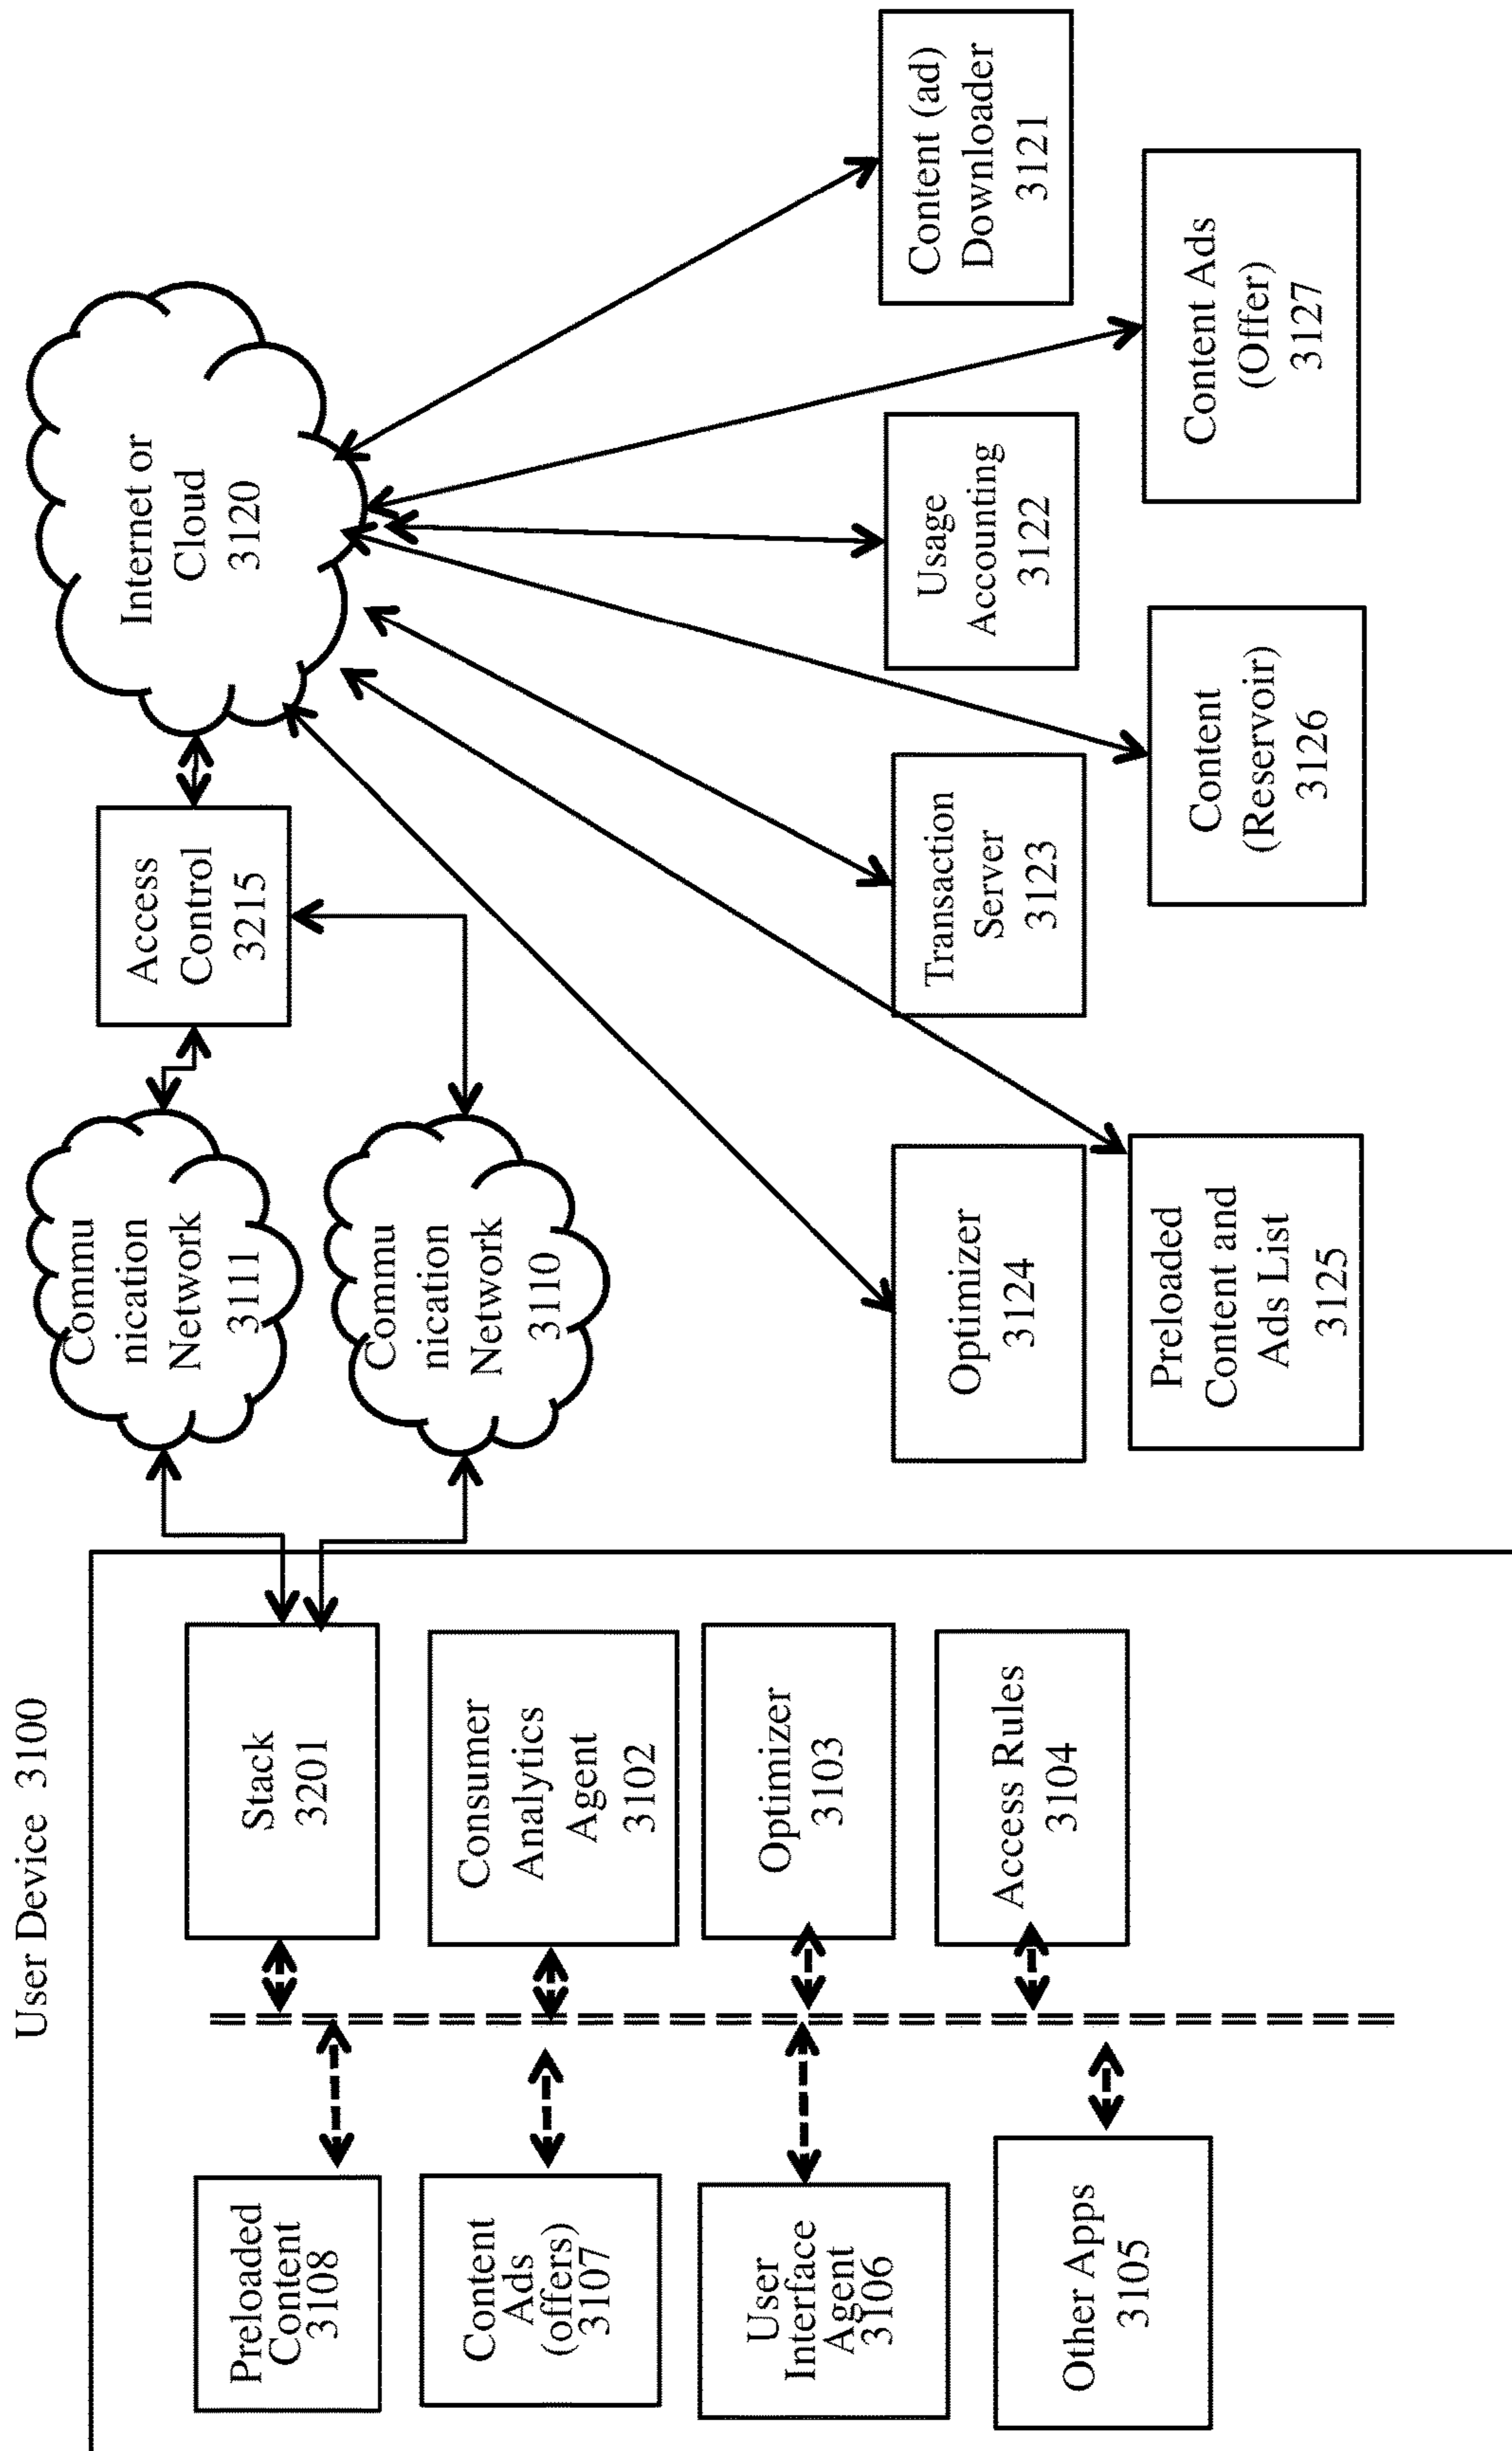 User Device 3100
Preloaded
Content
3108
Content
Ads
(offers)
3107
User
Interface
Agent
3106
Other Apps
3105
Stack
3201
Consumer
Analytics
Agent
3102
Optimizer
3103
Access Rules
3104
Commu
nication
Network
3111
Commu
nication
Network
3110
Access
Control
3215
Internet or
Cloud
3120
Optimizer
3124
Preloaded
Content and
Ads List
3125
Transaction
Server
3123
Content
(Reservoir)
3126
Usage
Accounting
3122
Content Ads
(Offer)
3127
Content (ad)
Downloader
3121